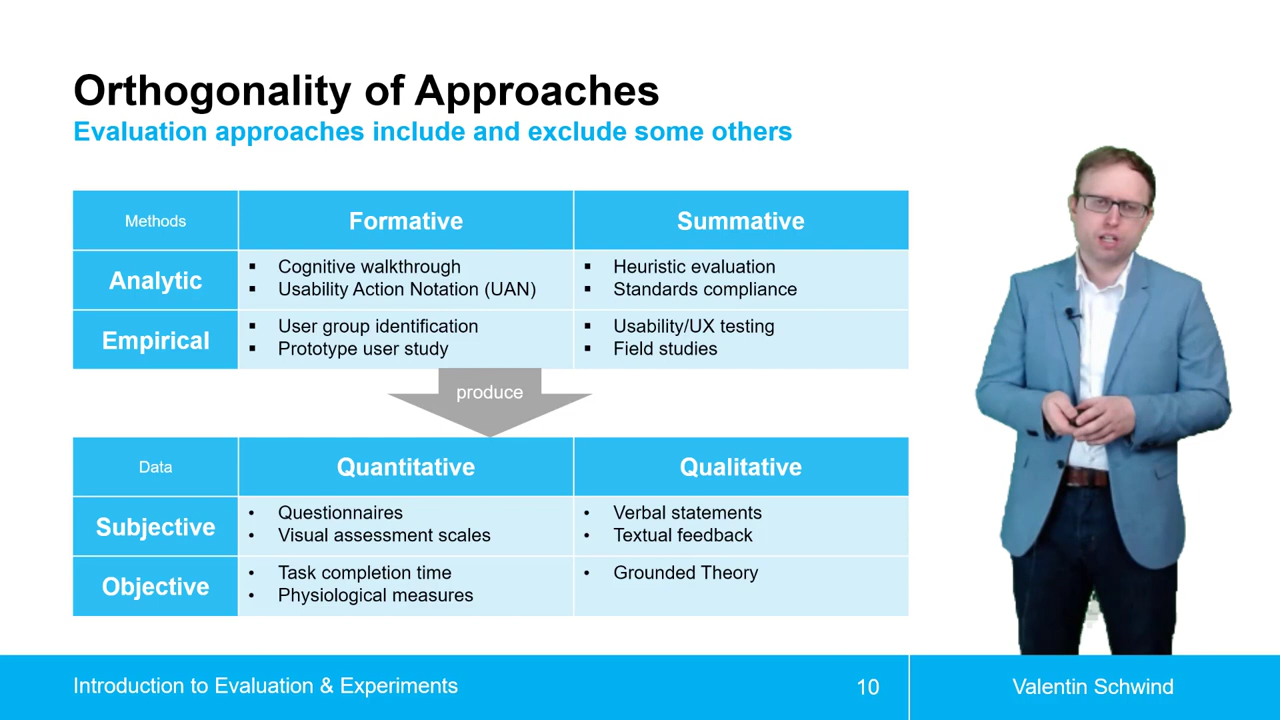 Orthogonality of Approaches
Evaluation approaches include and exclude some others
Methods
Formative
Summative
Analytic
▪ Cognitive walkthrough
▪ Usability Action Notation (UAN)
▪ Heuristic evaluation
▪ Standards compliance
Empirical
▪ User group identification
▪ Prototype user study
▪ Usability/UX testing
▪ Field studies
produce
Data
Quantitative
Qualitative
Subjective
• Questionnaires
• Visual assessment scales
• Verbal statements
• Textual feedback
Objective
• Task completion time
• Physiological measures
• Grounded Theory
Introduction to Evaluation & Experiments
10
Valentin Schwind